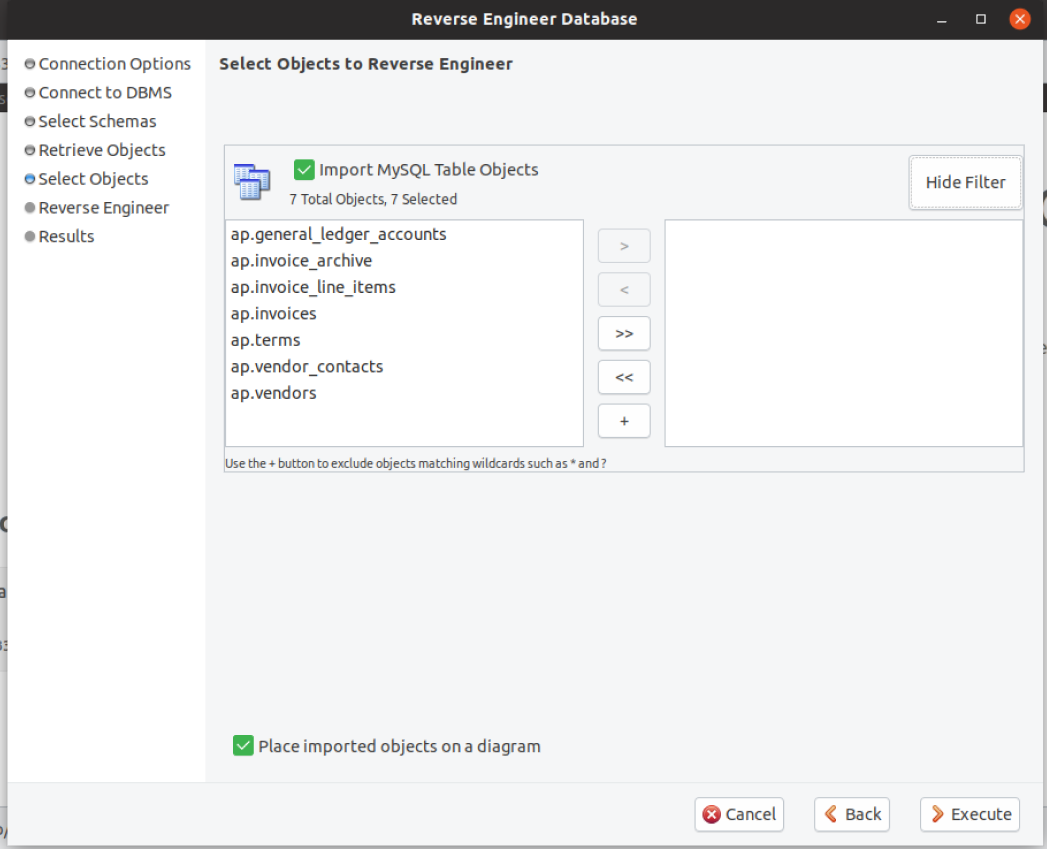 Reverse Engineer Database
Connection Options
Connect to DBMS
Select Schemas
Retrieve Objects
Select Objects
Reverse Engineer
Results
Select Objects to Reverse Engineer
Import MySQL Table Objects
7 Total Objects, 7 Selected
Hide Filter
ap.general_ledger_accounts
ap.invoice_archive
ap.invoice_line_items
ap.invoices
ap.terms
ap.vendor_contacts
ap.vendors
>
<
>>
<<
+
Use the + button to exclude objects matching wildcards such as * and ?
Place imported objects on a diagram
Cancel
Back
Execute